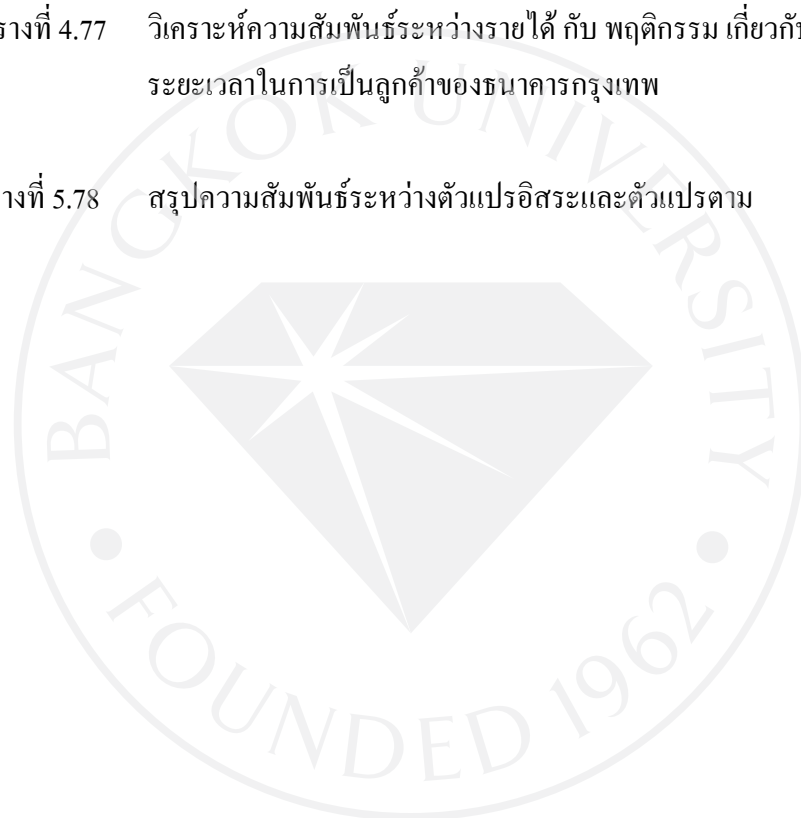 รางที่ 4.77 วิเคราะห์ความสัมพันธ์ระหว่างรายได้ กับ พฤติกรรม เกี่ยวกับ
ระยะเวลาในการเป็นลูกค้าของธนาคารกรุงเทพ
างที่ 5.78 สรุปความสัมพันธ์ระหว่างตัวแปรอิสระและตัวแปรตาม
BANGKOK UNIVERSITY
FOUNDED 1962